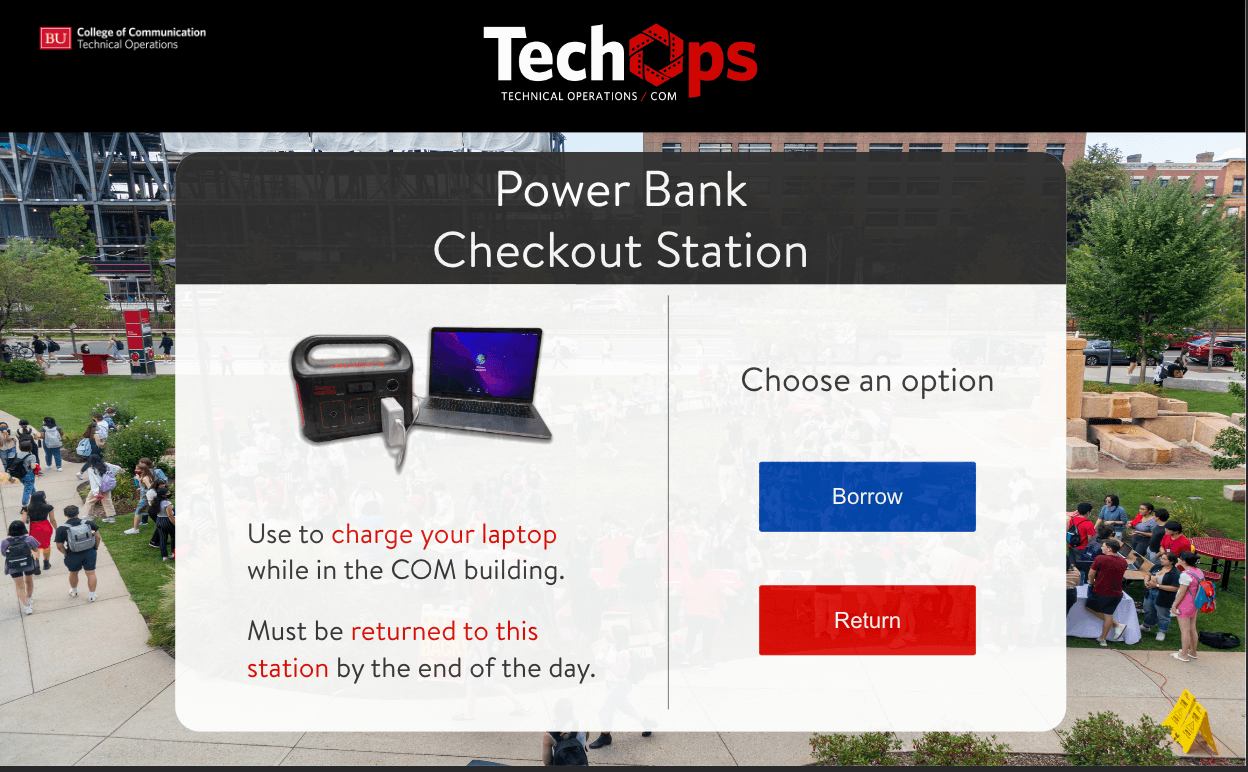 BU
College of Communication
Technical Operations
TechOps
TECHNICAL OPERATIONS / COM
Power Bank
Checkout Station
Use to charge your laptop
while in the COM building.
Must be returned to this
station by the end of the day.
Choose an option
Borrow
Return